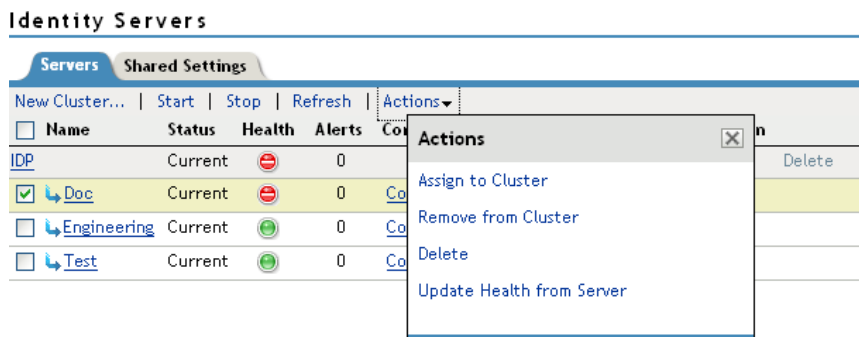 Identity Servers
Servers Shared Settings
New Cluster... | Start | Stop | Refresh | Actions
Name Status Health Alerts
IDP Current 0 Delete
Doc Current 0
Engineering Current 0
Test Current 0
Actions
Assign to Cluster
Remove from Cluster
Delete
Update Health from Server